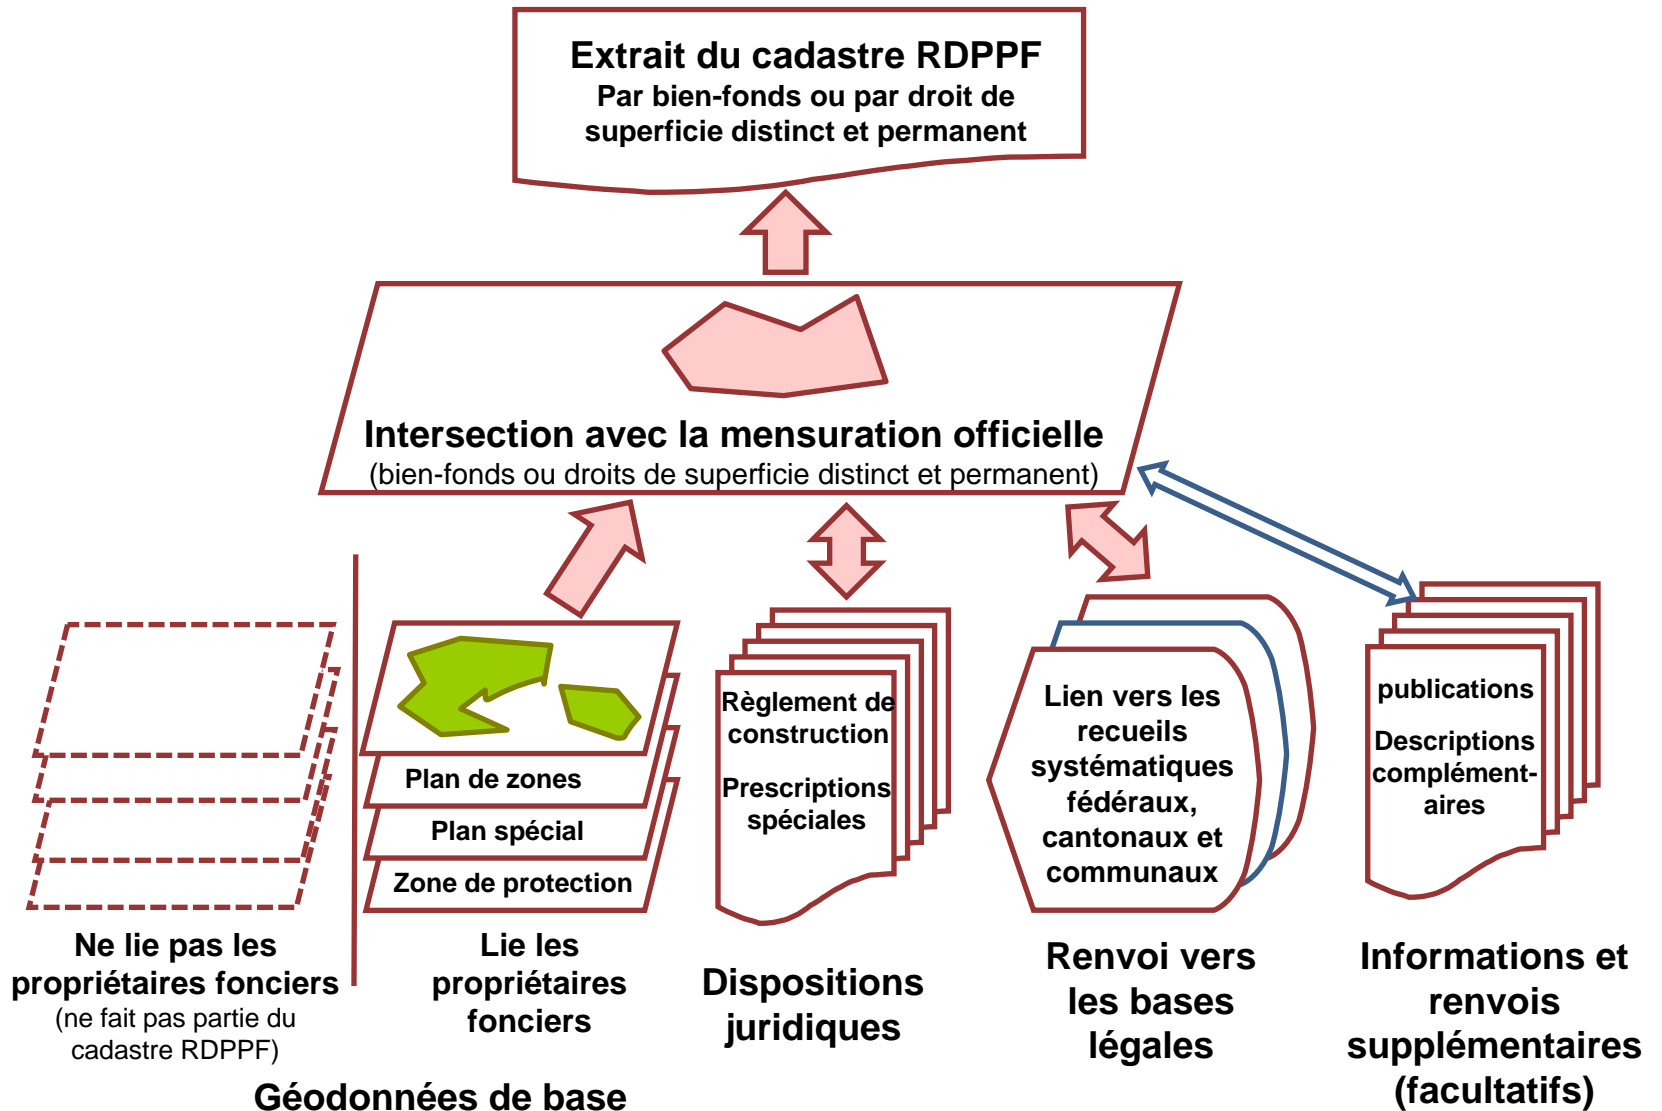 Extrait du cadastre RDPPF
Par bien-fonds ou par droit de
superficie distinct et permanent
Intersection avec la mensuration officielle
(bien-fonds ou droits de superficie distinct et permanent)
Plan de zones
Plan spécial
Zone de protection
Règlement de
construction
Prescriptions
spéciales
Lien vers les
recueils
systématiques
fédéraux,
cantonaux et
communaux
publications
Descriptions
complément-
aires
Ne lie pas les
propriétaires fonciers
(ne fait pas partie du
cadastre RDPPF)
Lie les
propriétaires
fonciers
Géodonnées de base
Dispositions
juridiques
Renvoi vers
les bases
légales
Informations et
renvois
supplémentaires
(facultatifs)